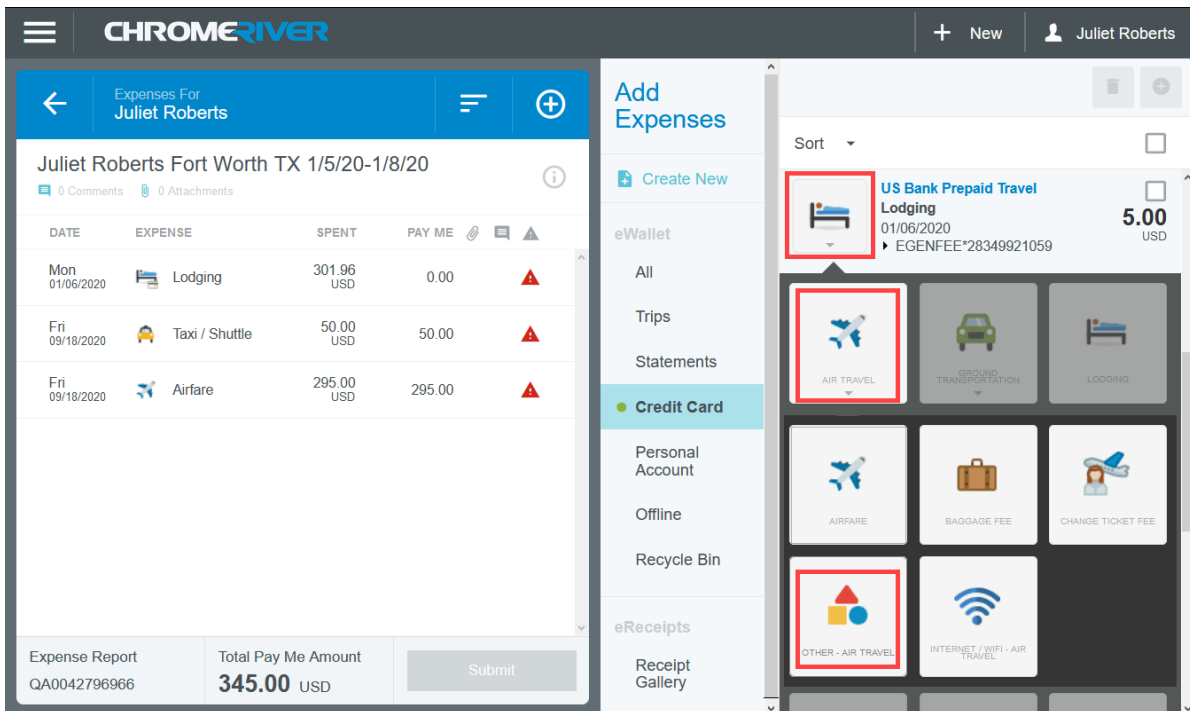 CHROMERIVER
+ New
Juliet Roberts
Expenses For
Juliet Roberts
Juliet Roberts Fort Worth TX 1/5/20-1/8/20
0 Comments 0 Attachments
DATE EXPENSE SPENT PAY ME
Mon
01/06/2020
Lodging
301.96
USD
0.00
Fri
09/18/2020
Taxi / Shuttle
50.00
USD
50.00
Fri
09/18/2020
Airfare
295.00
USD
295.00
Expense Report
QA0042796966
Total Pay Me Amount
345.00 USD
Submit
Add
Expenses
Create New
eWallet
All
Trips
Statements
Credit Card
Personal
Account
Offline
Recycle Bin
eReceipts
Receipt
Gallery
Sort
US Bank Prepaid Travel
Lodging
01/06/2020
EGENFEE*28349921059
5.00
USD
AIR TRAVEL
GROUND
TRANSPORTATION
LODGING
AIRFARE
BAGGAGE FEE
CHANGE TICKET FEE
OTHER - AIR TRAVEL
INTERNET / WIFI - AIR
TRAVEL